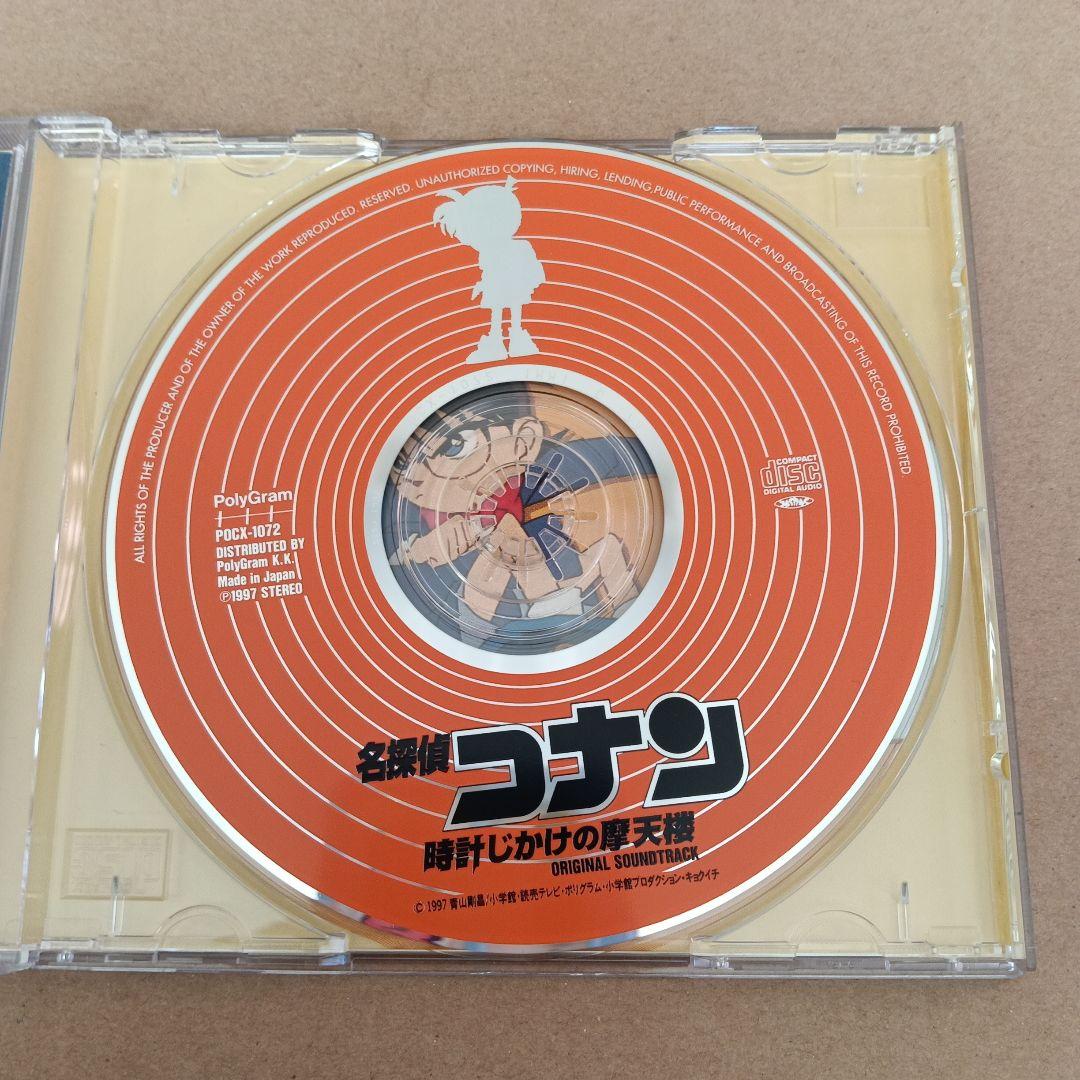 ALL RIGHTS OF THE PRODUCER AND OF THE OWNER OF THE WORK REPRODUCED. RESERVED. UNAUTHORIZED COPYING, HIRING, LENDING,PUBLIC PERFORMANCE AND BROADCASTING OF THIS RECORD PROHIBITED.
PolyGram
POCX-1072
DISTRIBUTED BY
PolyGram K.K.
Made in Japan
Ⓟ1997 STEREO
COMPACT
disc
DIGITAL AUDIO
名探偵コナン
時計じかけの摩天楼
ORIGINAL SOUNDTRACK
© 1997 青山剛昌/小学館・読売テレビ・ポリグラム・小学館プロダクション・キョクイチ